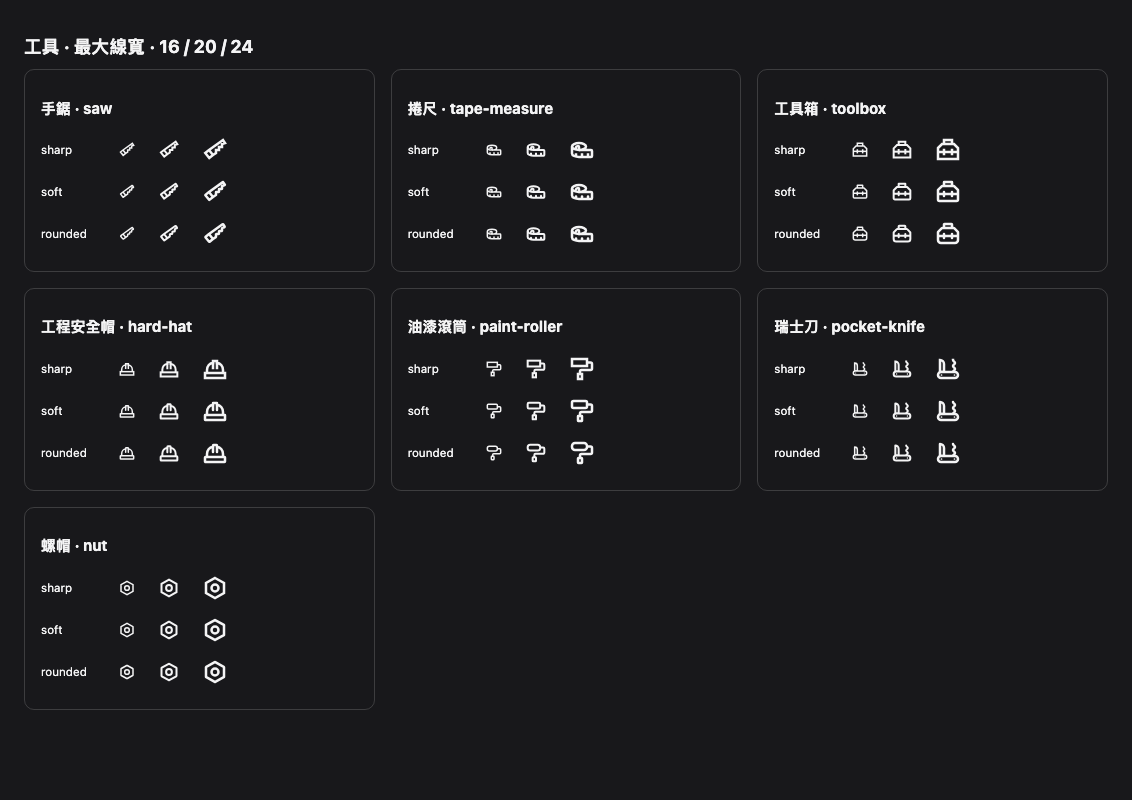 工具 · 最大線寬 · 16 / 20 / 24
手鋸 · saw
sharp
soft
rounded
捲尺 · tape-measure
sharp
soft
rounded
工具箱 · toolbox
sharp
soft
rounded
工程安全帽 · hard-hat
sharp
soft
rounded
油漆滾筒 · paint-roller
sharp
soft
rounded
瑞士刀 · pocket-knife
sharp
soft
rounded
螺帽 · nut
sharp
soft
rounded